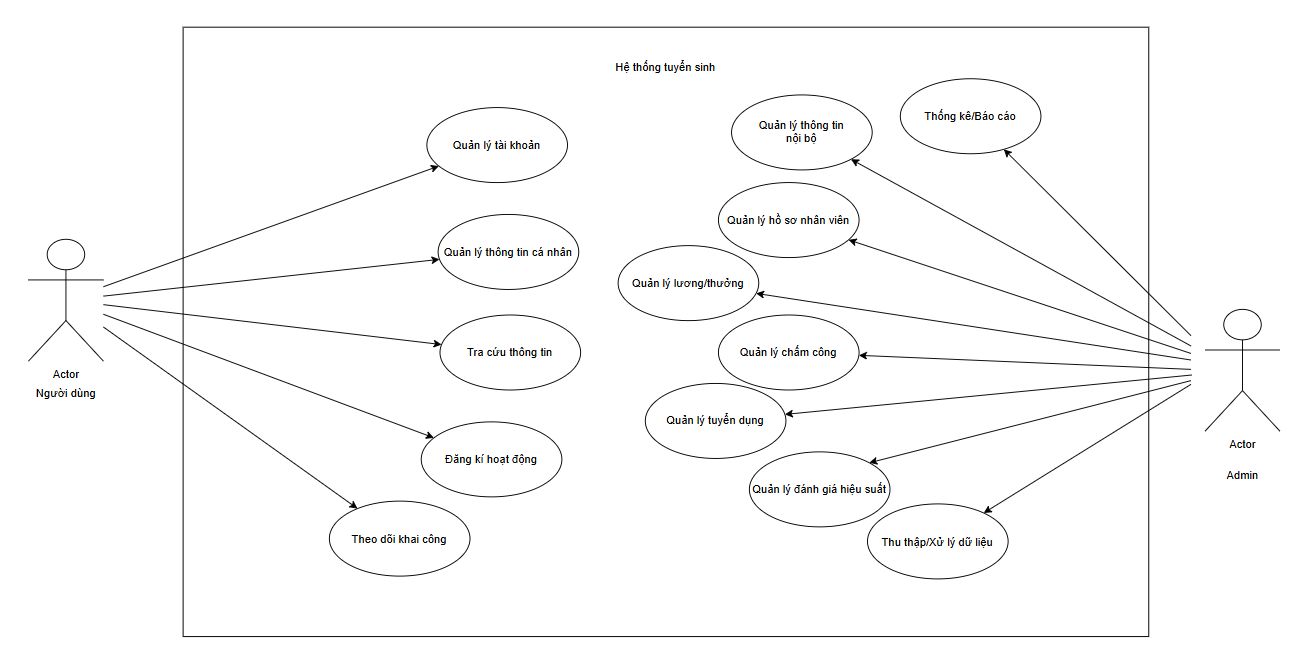 Hệ thống tuyển sinh
Quản lý tài khoản
Quản lý thông tin cá nhân
Tra cứu thông tin
Đăng kí hoạt động
Theo dõi khai công
Actor
Người dùng
Thống kê/Báo cáo
Quản lý thông tin
nội bộ
Quản lý hồ sơ nhân viên
Quản lý lương/thưởng
Quản lý chấm công
Quản lý tuyển dụng
Quản lý đánh giá hiệu suất
Thu thập/Xử lý dữ liệu
Actor
Admin